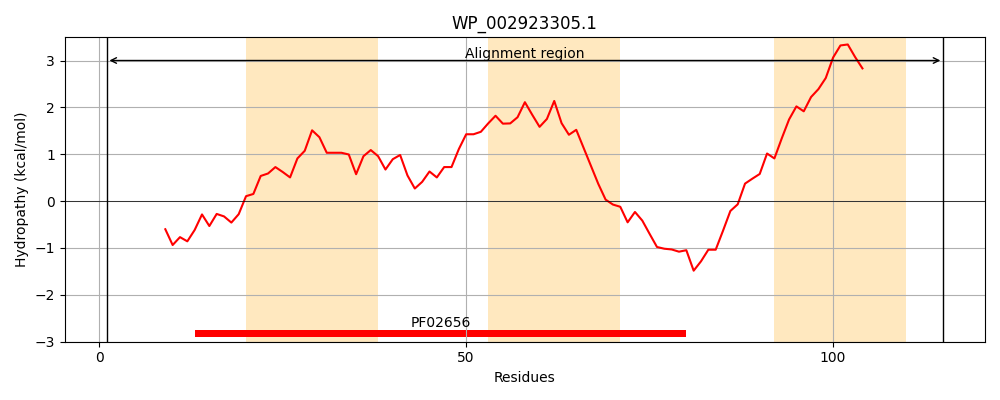 WP_002923305.1
Alignment region
3
2
1
0
−1
−2
−3
Hydropathy (kcal/mol)
PF02656
0 50 100
Residues